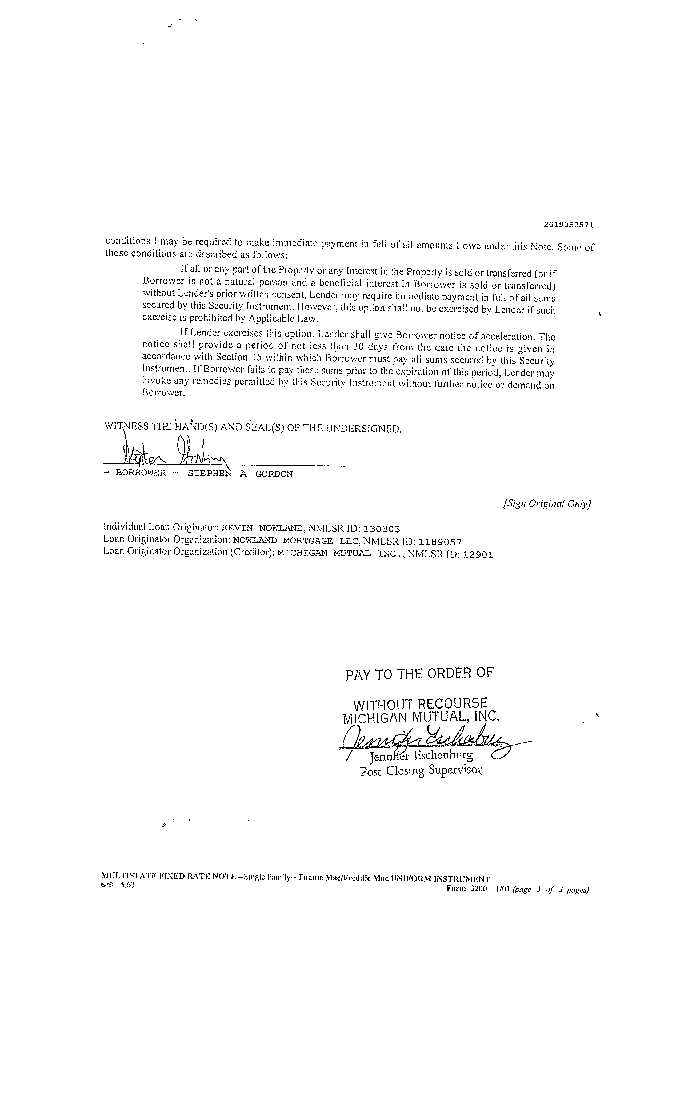 conditions I may be required to make immediate payment in full of all amounts I owe under this Note. Some of
those conditions are described as follows:
If all or any part of the Property or any Interest in the Property is sold or transferred (or if
Borrower is not a natural person and a beneficial interest in Borrower is sold or transferred)
without Lender's prior written consent, Lender may require immediate payment in full of all sums
secured by this Security Instrument. However, this option shall not be exercised by Lender if such
exercise is prohibited by Applicable Law.
If Lender exercises this option, Lender shall give Borrower notice of acceleration. The
notice shall provide a period of not less than 30 days from the date the notice is given in
accordance with Section 15 within which Borrower must pay all sums secured by this Security
Instrument. If Borrower fails to pay these sums prior to the expiration of this period, Lender may
invoke any remedies permitted by this Security Instrument without further notice or demand on
Borrower.
WITNESS THE HAND(S) AND SEAL(S) OF THE UNDERSIGNED.
- BORROWER - STEPHEN A GORDON
[Sign Original Only]
Individual Loan Originator: KEVIN NOWLAND, NMLSR ID: 130303
Loan Originator Organization: NOWLAND MORTGAGE LLC, NMLSR ID: 1189057
Loan Originator Organization (Creditor): MICHIGAN MUTUAL INC., NMLSR ID: 12901
PAY TO THE ORDER OF
WITHOUT RECOURSE
MICHIGAN MUTUAL, INC.
Jennifer Eschenburg
Jennifer Eschenburg
Post Closing Supervisor
MULTISTATE FIXED RATE NOTE -Single Family- Fannie Mae/Freddie Mac UNIFORM INSTRUMENT
Form 3200 1/01 (page 3 of 3 pages)